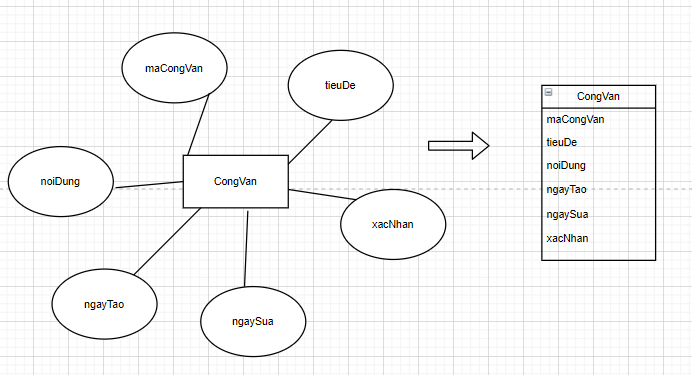 maCongVan
tieuDe
noiDung
CongVan
xacNhan
ngayTao
ngaySua
CongVan
maCongVan
tieuDe
noiDung
ngayTao
ngaySua
xacNhan